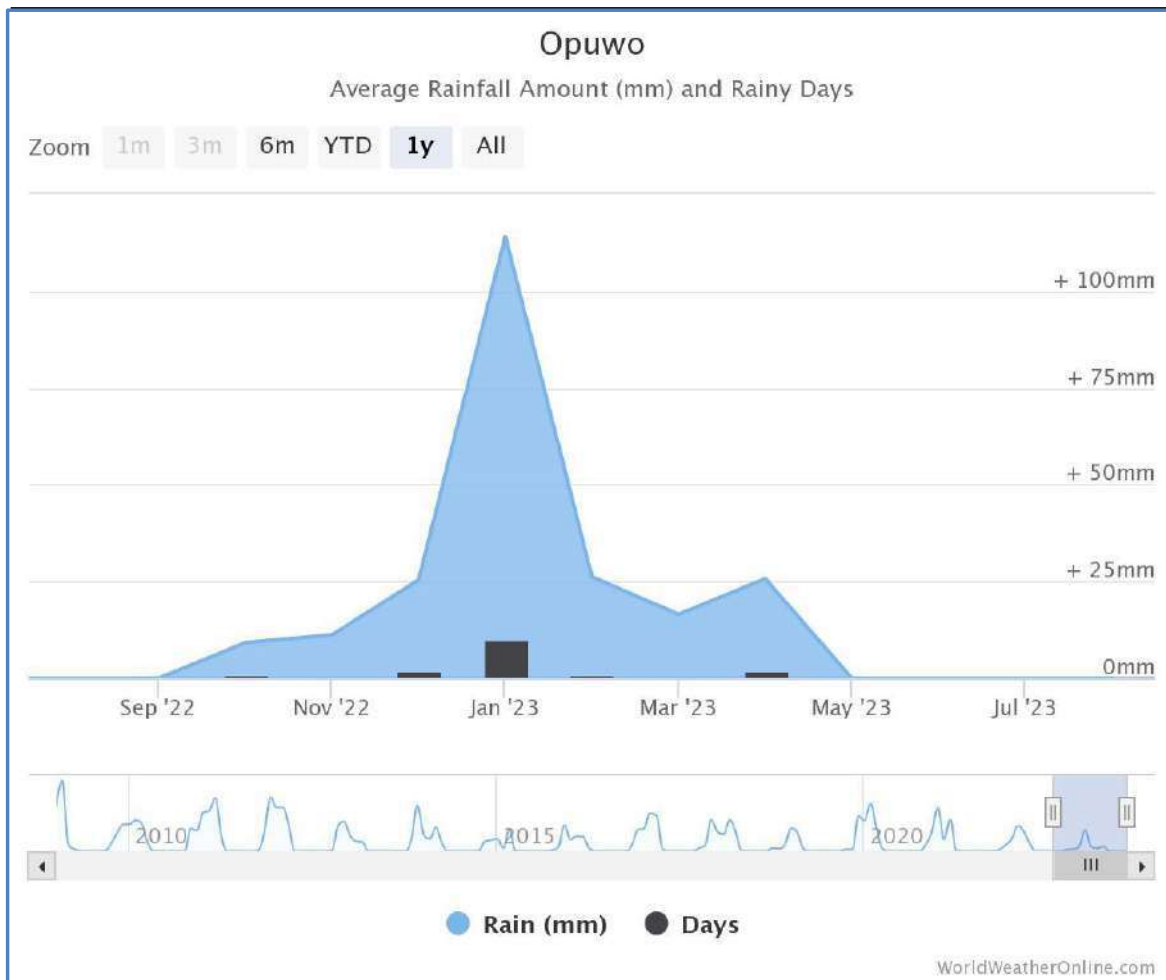 Opuwo
Average Rainfall Amount (mm) and Rainy Days
Zoom 1m 3m 6m YTD 1y All
+ 100mm
+ 75mm
+ 50mm
+ 25mm
0mm
Sep '22 Nov '22 Jan '23 Mar '23 May '23 Jul '23
2010 2015 2020
Rain (mm) Days
WorldWeatherOnline.com